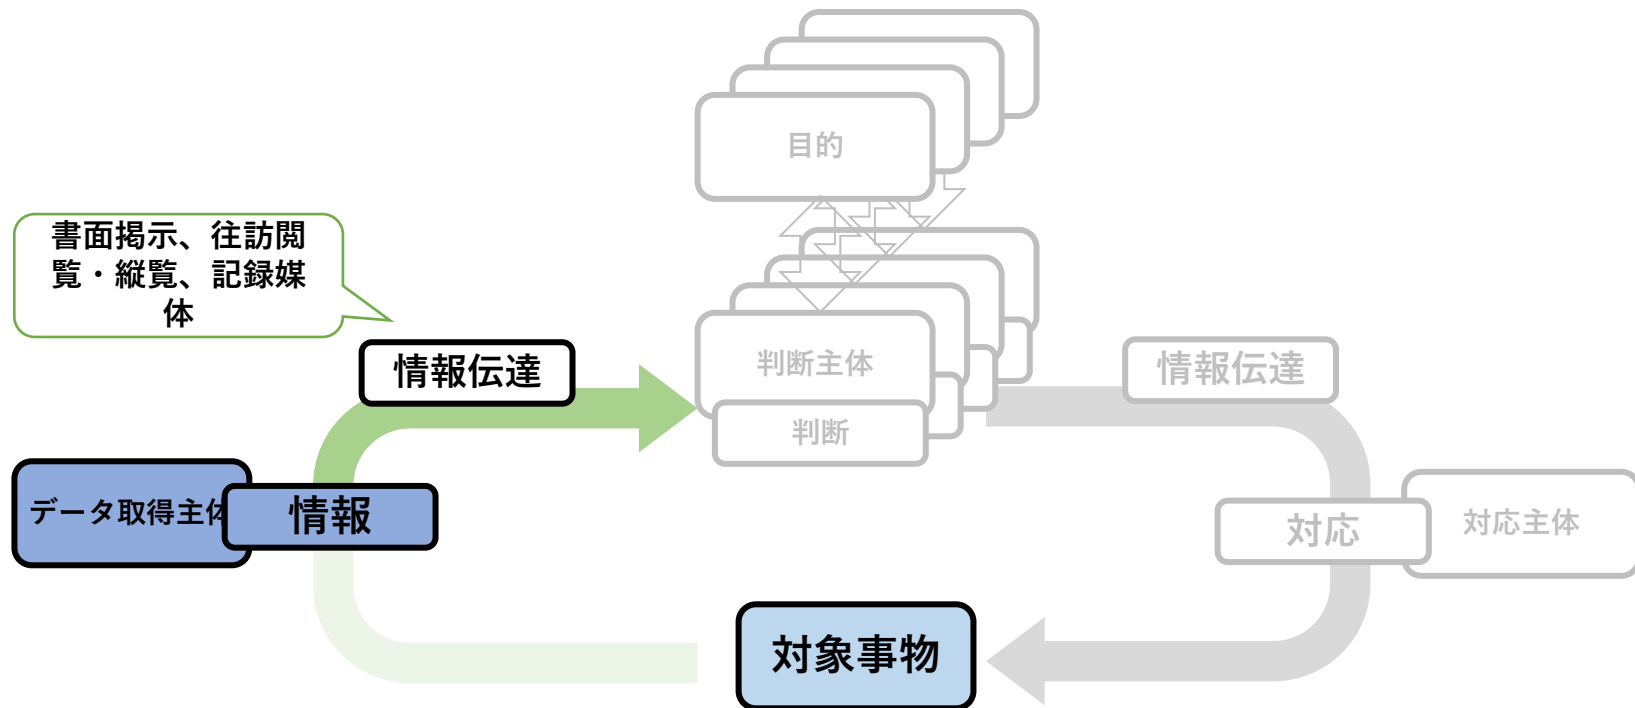 目的
書面掲示、往訪閲
覧・縦覧、記録媒
体
情報伝達
判断主体
判断
情報伝達
データ取得主体
情報
対応
対応主体
対象事物